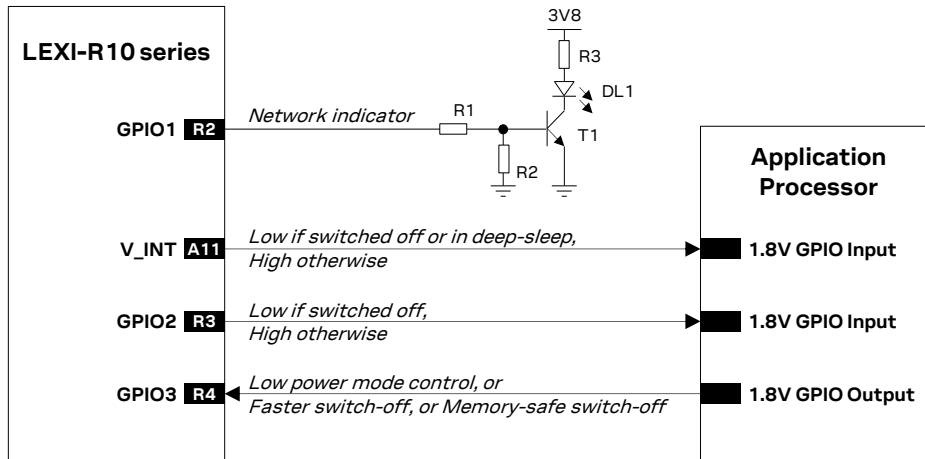 3V8
LEXI-R10 series
R3
DL1
Network indicator
R1
GPIO1 R2
T1
R2
Application
Processor
Low if switched off or in deep-sleep,
V_INT A11
1.8V GPIO Input
High otherwise
Low if switched off,
GPIO2 R3
1.8V GPIO Input
High otherwise
Low power mode control, or
GPIO3 R4
1.8V GPIO Output
Faster switch-off, or Memory-safe switch-off